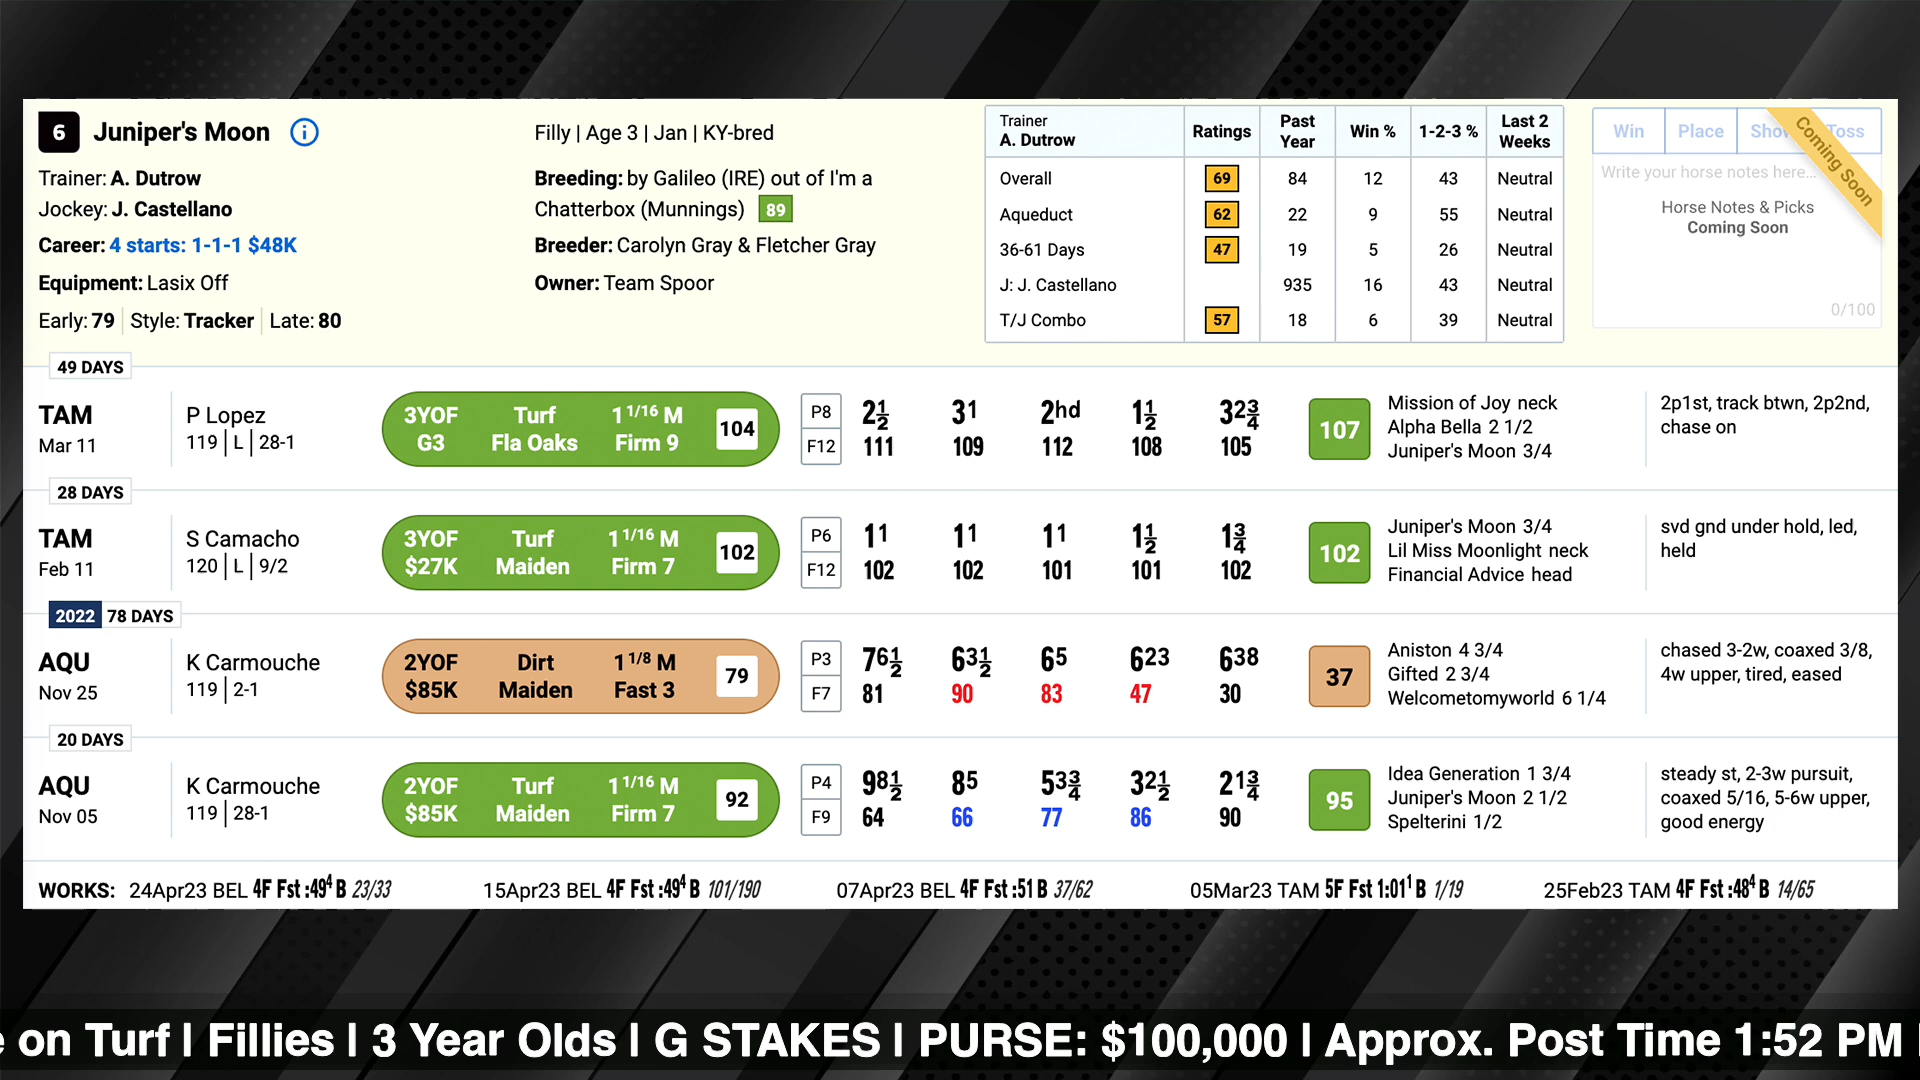 6 Juniper's Moon i
Trainer: A. Dutrow
Jockey: J. Castellano
Career: 4 starts: 1-1-1 $48K
Equipment: Lasix Off
Early: 79 | Style: Tracker | Late: 80
Filly | Age 3 | Jan | KY-bred
Breeding: by Galileo (IRE) out of I'm a
Chatterbox (Munnings) 89
Breeder: Carolyn Gray & Fletcher Gray
Owner: Team Spoor
Trainer
A. Dutrow Ratings Past Year Win % 1-2-3 % Last 2 Weeks
Overall 69 84 12 43 Neutral
Aqueduct 62 22 9 55 Neutral
36-61 Days 47 19 5 26 Neutral
J: J. Castellano 935 16 43 Neutral
T/J Combo 57 18 6 39 Neutral
Win Place Sho Toss
Coming Soon
Write your horse notes here...
Horse Notes & Picks
Coming Soon
0/100
49 DAYS
TAM P Lopez 3YOF Turf 1 1/16 M 104 P8 2½ 3¹ 2hd 1½ 32¾ 107 Mission of Joy neck 2p1st, track btwn, 2p2nd,
Mar 11 119 | L | 28-1 G3 Fla Oaks Firm 9 F12 111 109 112 108 105 Alpha Bella 2 1/2 chase on
Juniper's Moon 3/4
28 DAYS
TAM S Camacho 3YOF Turf 1 1/16 M 102 P6 1¹ 1¹ 1¹ 1½ 1¾ 102 Juniper's Moon 3/4 svd gnd under hold, led,
Feb 11 120 | L | 9/2 $27K Maiden Firm 7 F12 102 102 101 101 102 Lil Miss Moonlight neck held
Financial Advice head
2022 78 DAYS
AQU K Carmouche 2YOF Dirt 1 1/8 M 79 P3 76½ 63½ 6⁵ 6²³ 6³⁸ 37 Aniston 4 3/4 chased 3-2w, coaxed 3/8,
Nov 25 119 | 2-1 $85K Maiden Fast 3 F7 81 90 83 47 30 Gifted 2 3/4 4w upper, tired, eased
Welcometomyworld 6 1/4
20 DAYS
AQU K Carmouche 2YOF Turf 1 1/16 M 92 P4 98½ 8⁵ 53¾ 32½ 21¾ 95 Idea Generation 1 3/4 steady st, 2-3w pursuit,
Nov 05 119 | 28-1 $85K Maiden Firm 7 F9 64 66 77 86 90 Juniper's Moon 2 1/2 coaxed 5/16, 5-6w upper,
Spelterini 1/2 good energy
WORKS: 24Apr23 BEL 4F Fst :49⁴ B 23/33 15Apr23 BEL 4F Fst :49⁴ B 101/190 07Apr23 BEL 4F Fst :51 B 37/62 05Mar23 TAM 5F Fst 1:01¹ B 1/19 25Feb23 TAM 4F Fst :48⁴ B 14/65
e on Turf | Fillies | 3 Year Olds | G STAKES | PURSE: $100,000 | Approx. Post Time 1:52 PM